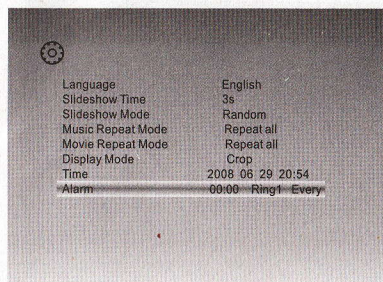 Language English
Slideshow Time 3s
Slideshow Mode Random
Music Repeat Mode Repeat all
Movie Repeat Mode Repeat all
Display Mode Crop
Time 2008 06 29 20:54
Alarm 00:00 Ring1 Every